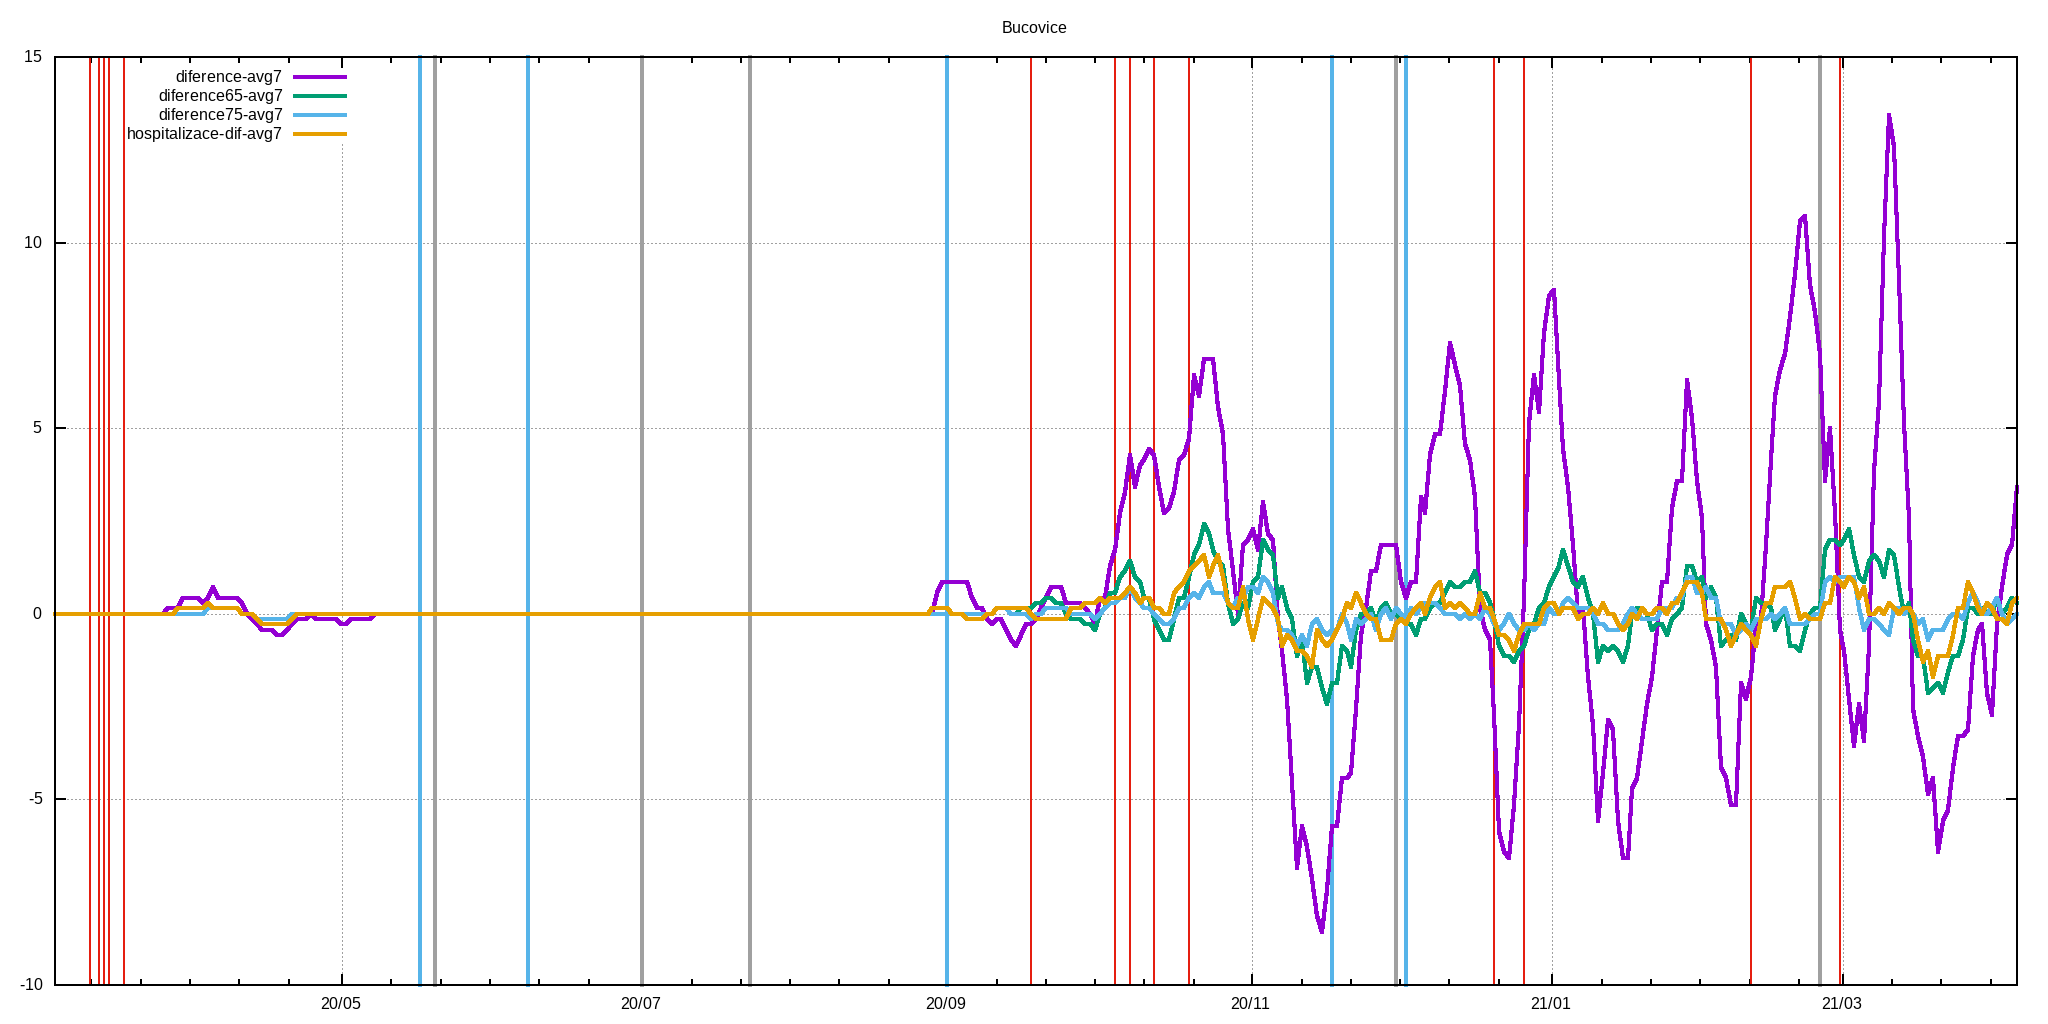 Bucovice
15
diference-avg7
diference65-avg7
diference75-avg7
hospitalizace-dif-avg7
10
5
0
-5
-10
20/05 20/07 20/09 20/11 21/01 21/03